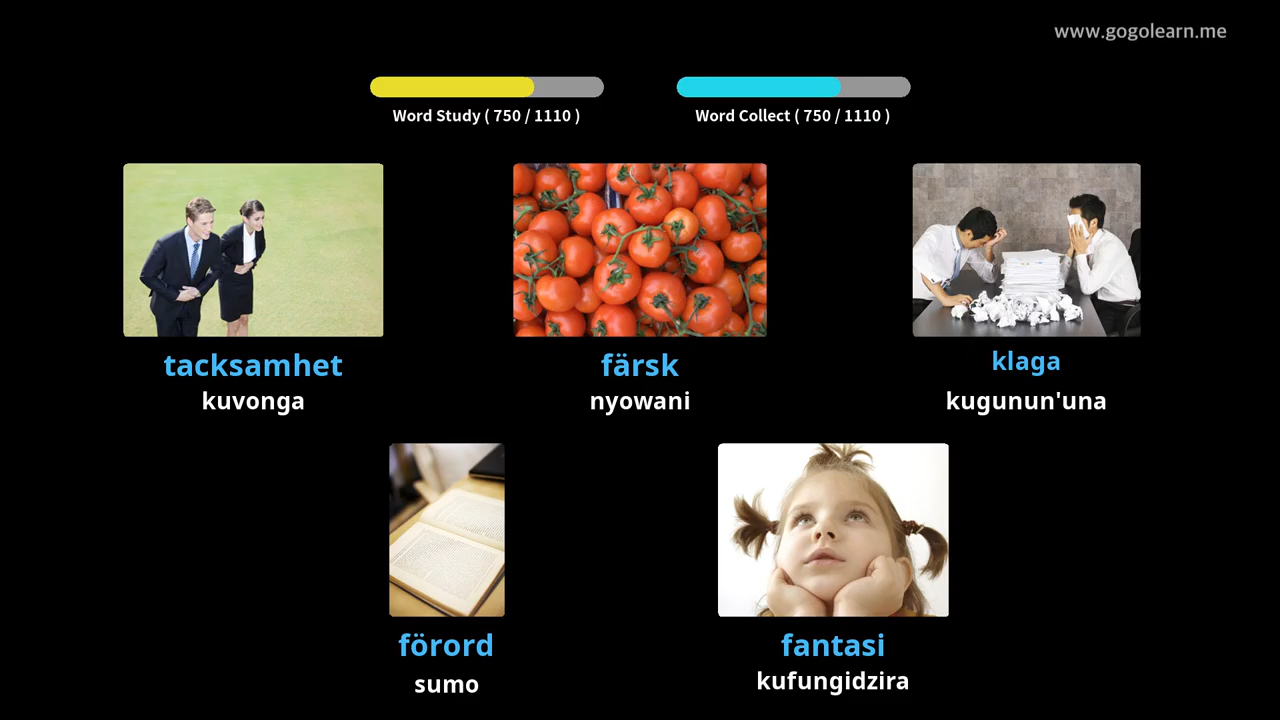 www.gogolearn.me
Word Study ( 750 / 1110 )
Word Collect ( 750 / 1110 )
tacksamhet
kuvonga
färsk
nyowani
klaga
kugunun'una
förord
sumo
fantasi
kufungidzira